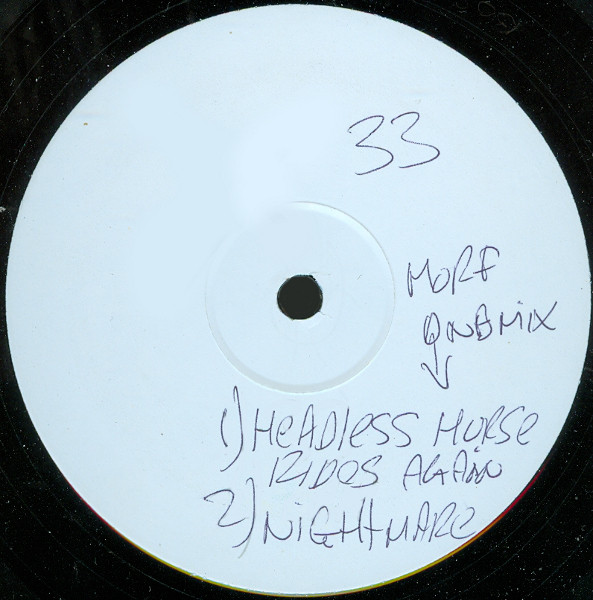 33
MORF
DNBMIX
1) HEADLESS HORSE
RIDES AGAIN
2) NIGHTMARE